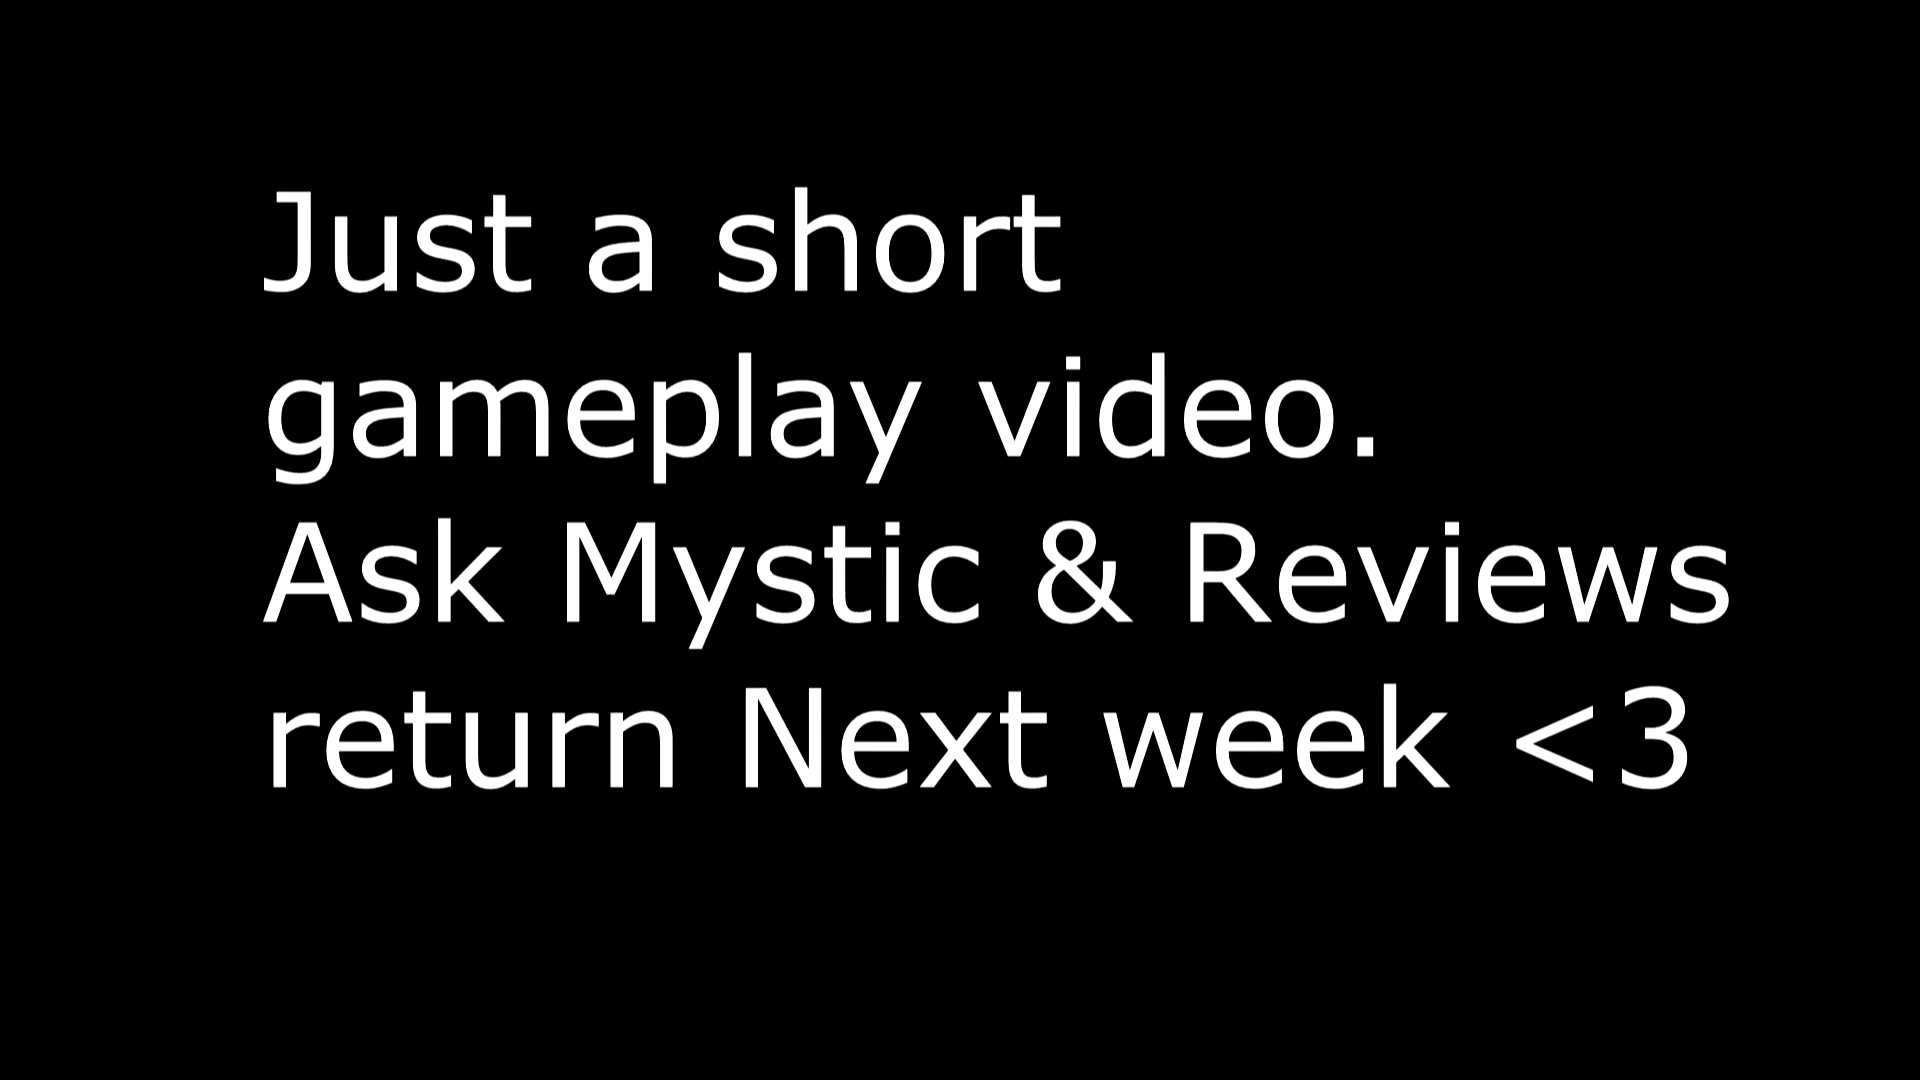 Just a short
gameplay video.
Ask Mystic & Reviews
return Next week <3